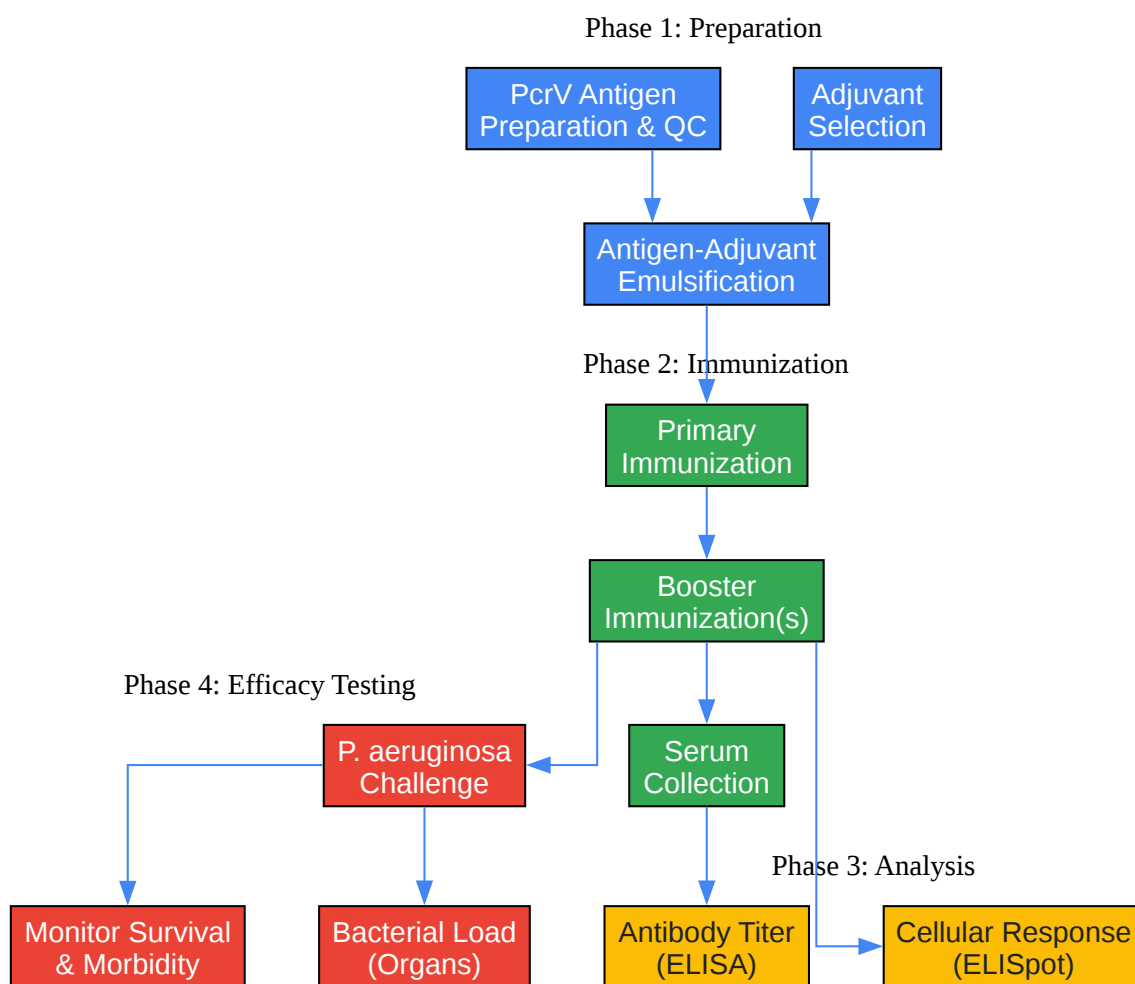 Phase 1: Preparation
PcrV Antigen
Preparation & QC
Adjuvant
Selection
Antigen-Adjuvant
Emulsification
Phase 2: Immunization
Primary
Immunization
Booster
Immunization(s)
Phase 4: Efficacy Testing
P. aeruginosa
Challenge
Serum
Collection
Phase 3: Analysis
Monitor Survival
& Morbidity
Bacterial Load
(Organs)
Antibody Titer
(ELISA)
Cellular Response
(ELISpot)